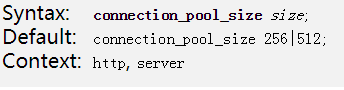 Syntax: connection_pool_size size;
Default: connection_pool_size 256|512;
Context: http, server